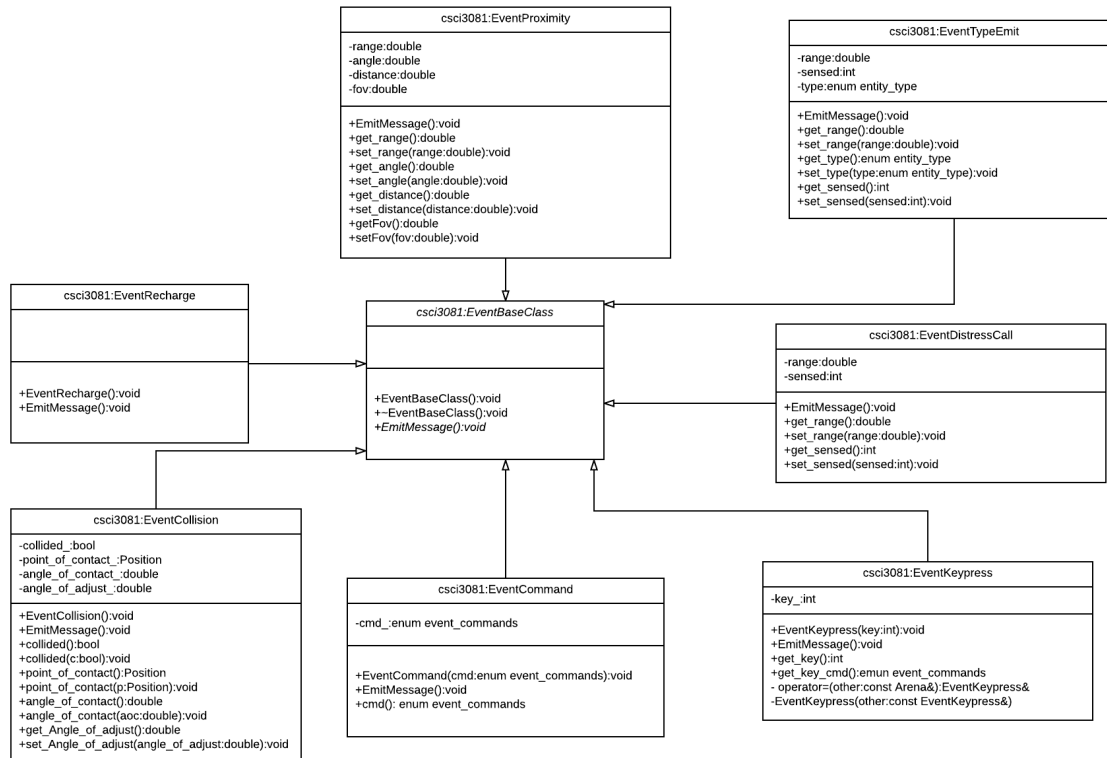 csci3081:EventProximity
-range:double
-angle:double
-distance:double
-fov:double
+EmitMessage():void
+get_range():double
+set_range(range:double):void
+get_angle():double
+set_angle(angle:double):void
+get_distance():double
+set_distance(distance:double):void
+getFov():double
+setFov(fov:double):void
csci3081:EventTypeEmit
-range:double
-sensed:int
-type:enum entity_type
+EmitMessage():void
+get_range():double
+set_range(range:double):void
+get_type():enum entity_type
+set_type(type:enum entity_type):void
+get_sensed():int
+set_sensed(sensed:int):void
csci3081:EventRecharge
+EventRecharge():void
+EmitMessage():void
csci3081:EventBaseClass
+EventBaseClass():void
+~EventBaseClass():void
+EmitMessage():void
csci3081:EventDistressCall
-range:double
-sensed:int
+EmitMessage():void
+get_range():double
+set_range(range:double):void
+get_sensed():int
+set_sensed(sensed:int):void
csci3081:EventCollision
-collided_:bool
-point_of_contact_:Position
-angle_of_contact_:double
-angle_of_adjust_:double
+EventCollision():void
+EmitMessage():void
+collided():bool
+collided(c:bool):void
+point_of_contact():Position
+point_of_contact(p:Position):void
+angle_of_contact():double
+angle_of_contact(aoc:double):void
+get_Angle_of_adjust():double
+set_Angle_of_adjust(angle_of_adjust:double):void
csci3081:EventCommand
-cmd_:enum event_commands
+EventCommand(cmd:enum event_commands):void
+EmitMessage():void
+cmd(): enum event_commands
csci3081:EventKeypress
-key_:int
+EventKeypress(key:int):void
+EmitMessage():void
+get_key():int
+get_key_cmd():emun event_commands
- operator=(other:const Arena&):EventKeypress&
-EventKeypress(other:const EventKeypress&)